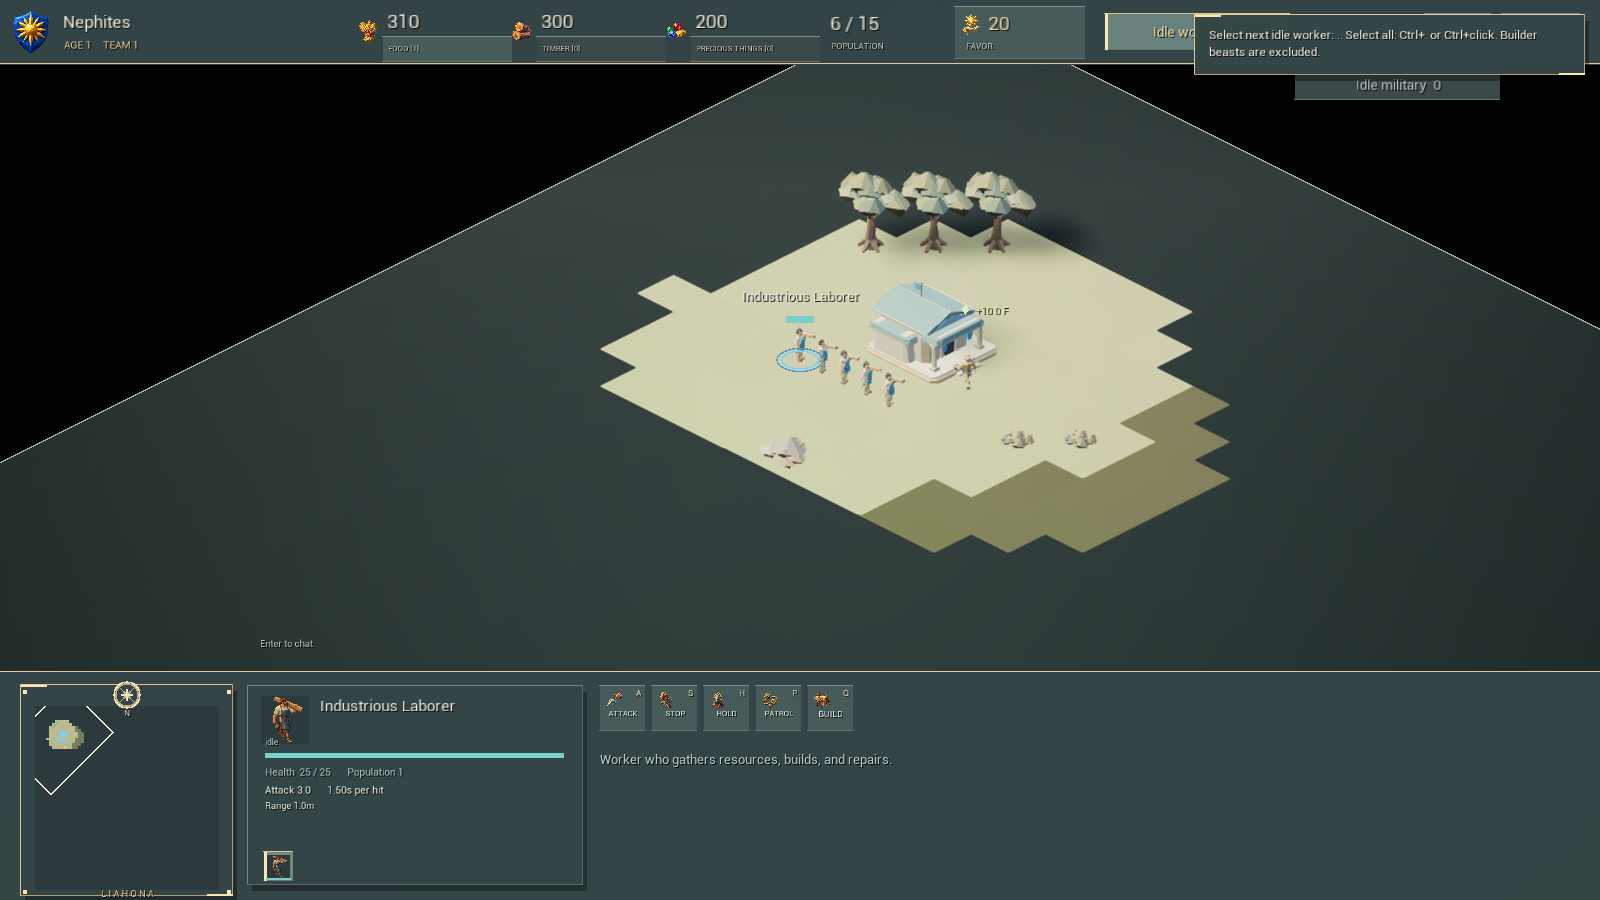 Nephites
AGE 1 TEAM 1
310
FOOD [1]
300
TIMBER [0]
200
PRECIOUS THINGS [0]
6 / 15
POPULATION
20
FAVOR
Idle wo
Select next idle worker: .. Select all: Ctrl+. or Ctrl+click. Builder
beasts are excluded.
Idle military 0
Industrious Laborer
+10.0 F
Enter to chat
N
LIAHONA
Industrious Laborer
idle
Health 25 / 25 Population 1
Attack 3.0 1.50s per hit
Range 1.0m
A
ATTACK
S
STOP
H
HOLD
P
PATROL
Q
BUILD
Worker who gathers resources, builds, and repairs.